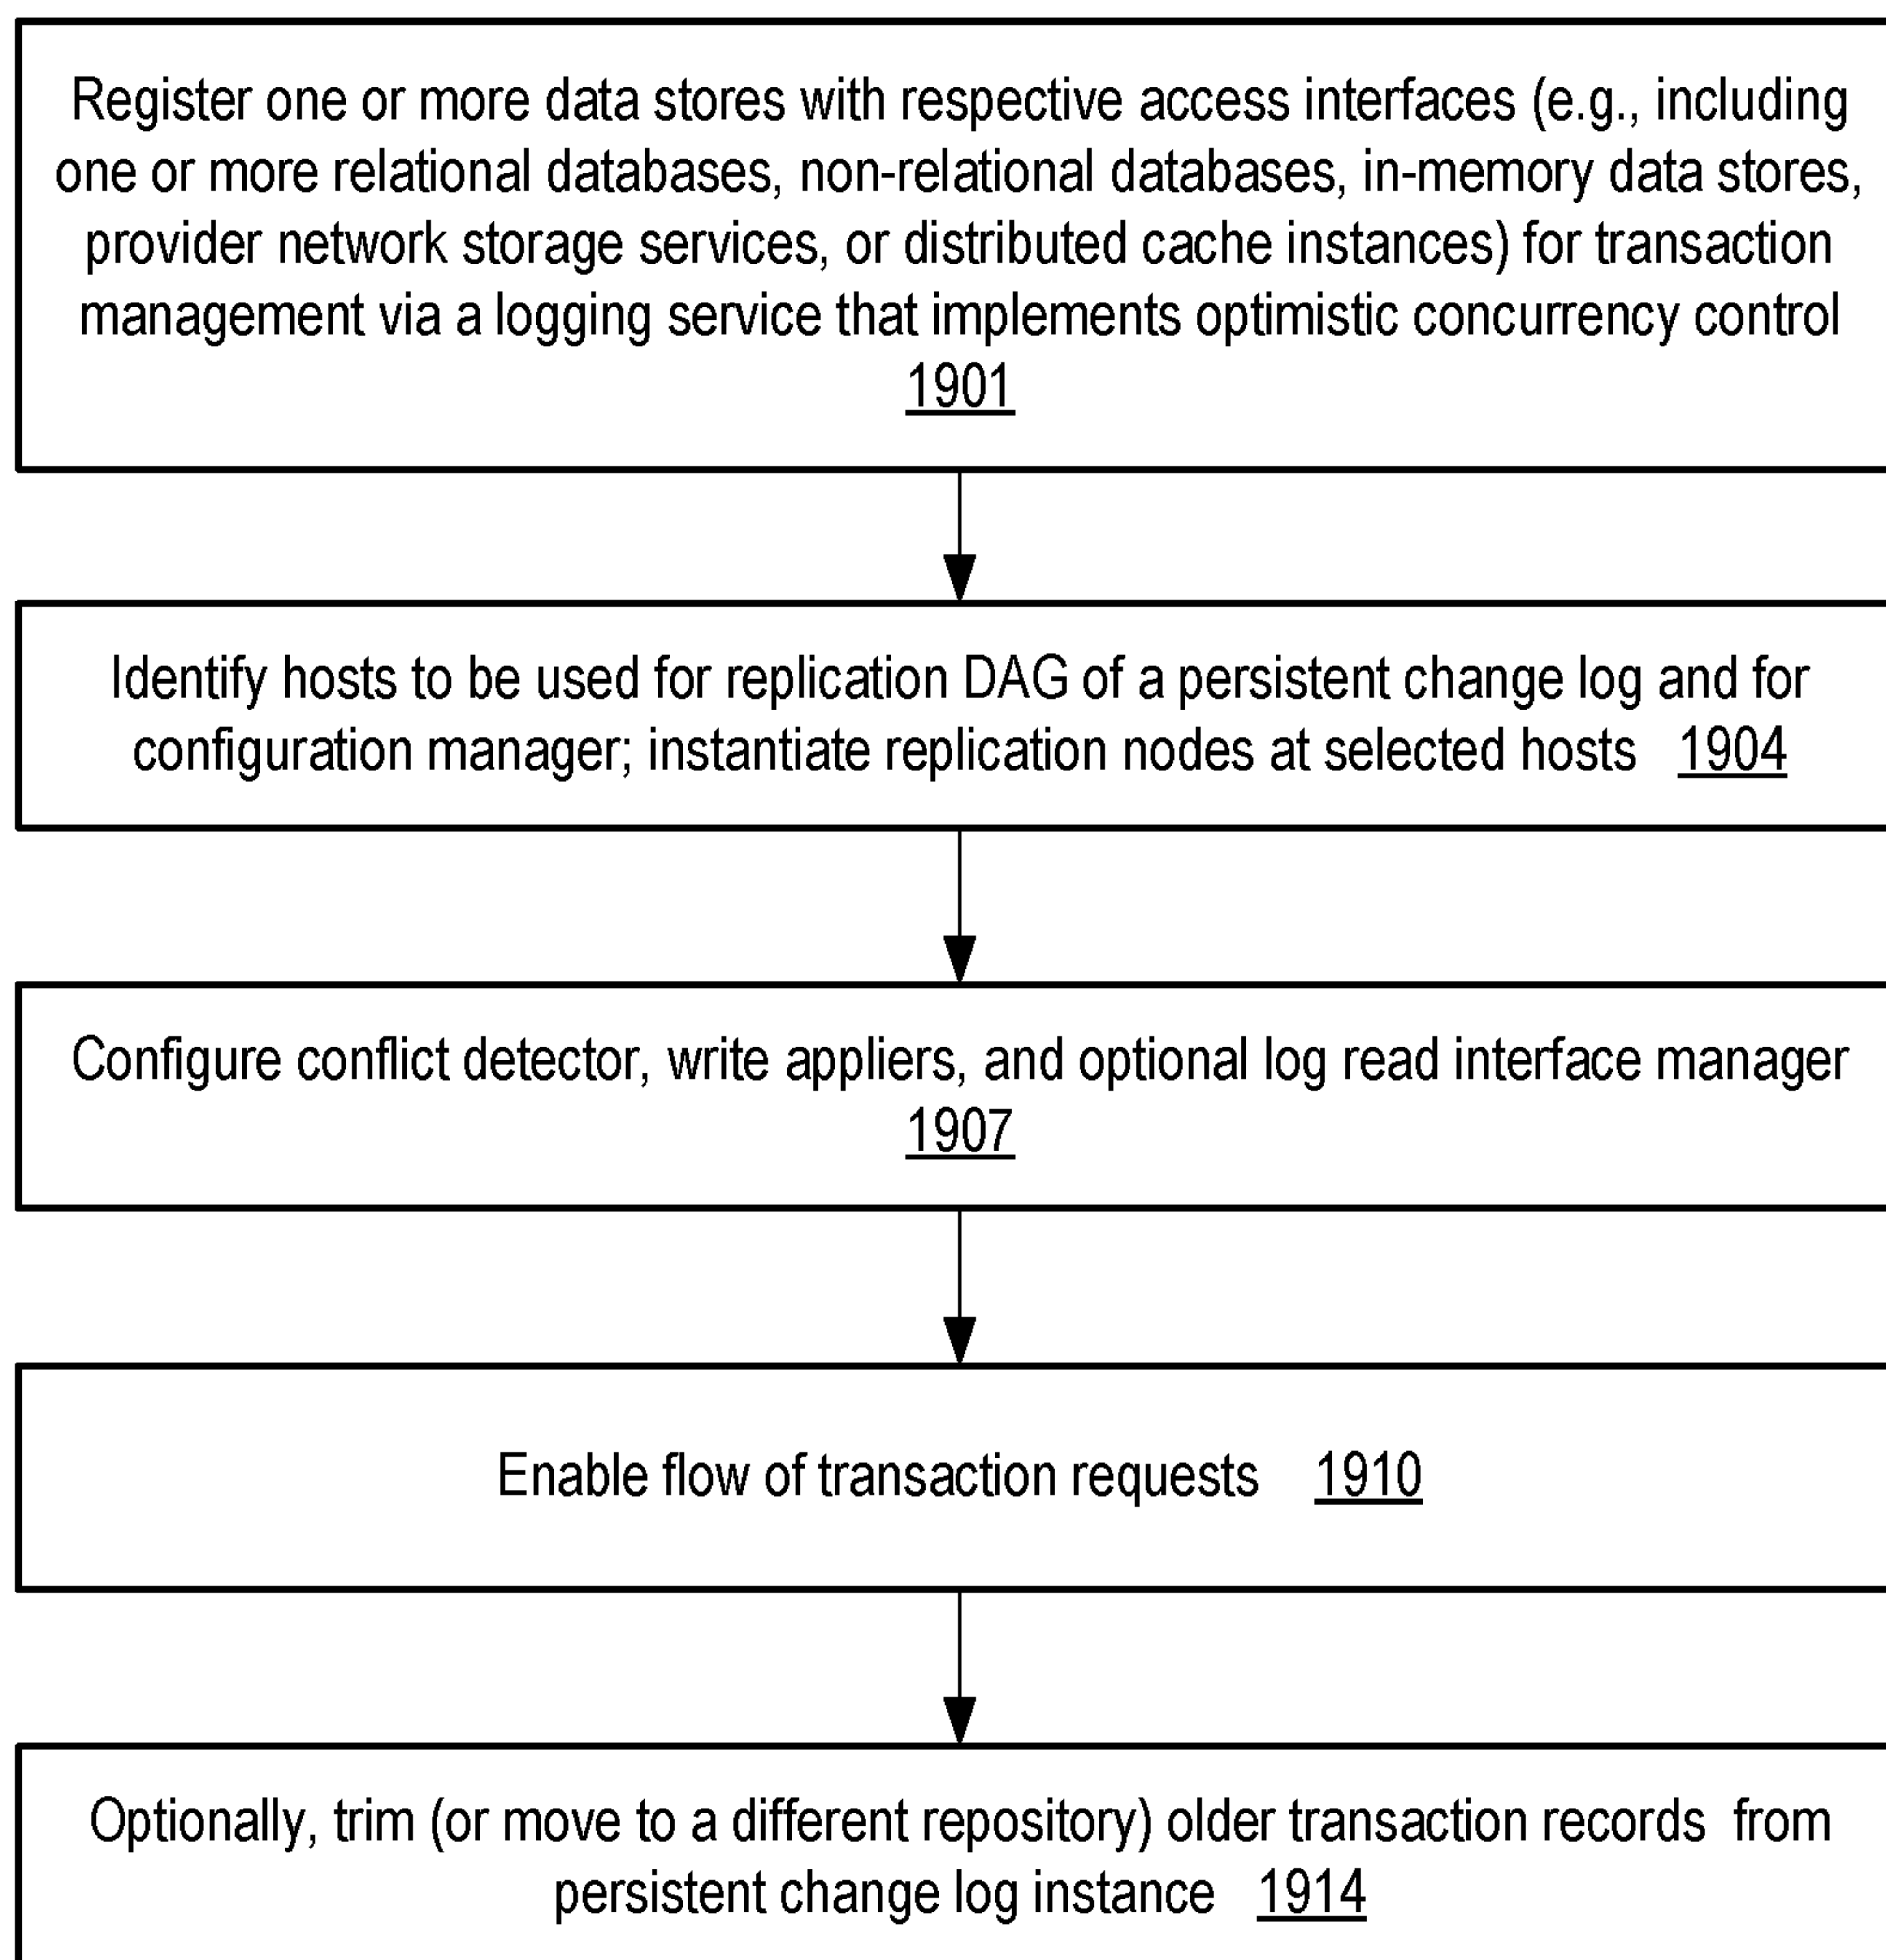 Register one or more data stores with respective access interfaces (e.g., including
one or more relational databases, non-relational databases, in-memory data stores,
provider network storage services, or distributed cache instances) for transaction
management via a logging service that implements optimistic concurrency control
1901
Identify hosts to be used for replication DAG of a persistent change log and for
configuration manager; instantiate replication nodes at selected hosts 1904
Configure conflict detector, write appliers, and optional log read interface manager
1907
Enable flow of transaction requests 1910
Optionally, trim (or move to a different repository) older transaction records from
persistent change log instance 1914